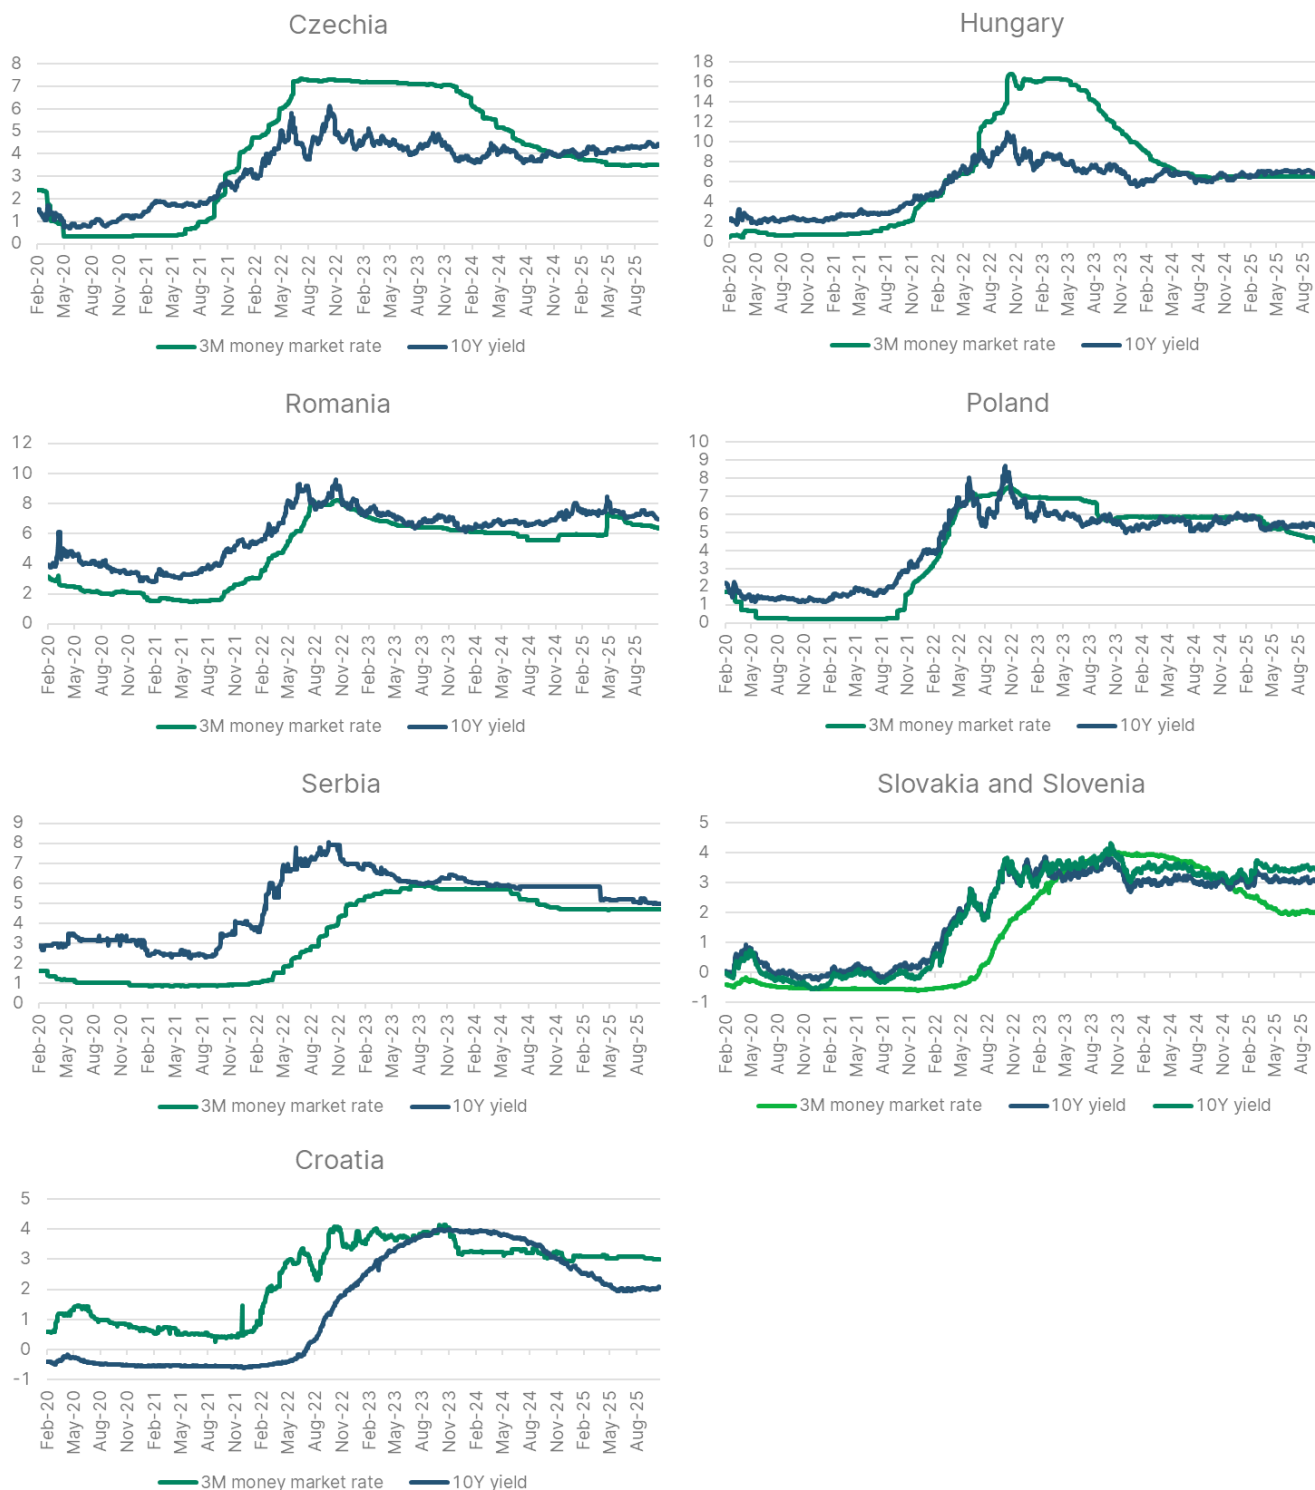 Czechia
8
7
6
5
4
3
2
1
0
Feb-20 May-20 Aug-20 Nov-20 Feb-21 May-21 Aug-21 Nov-21 Feb-22 May-22 Aug-22 Nov-22 Feb-23 May-23 Aug-23 Nov-23 Feb-24 May-24 Aug-24 Nov-24 Feb-25 May-25 Aug-25
3M money market rate 10Y yield
Hungary
18
16
14
12
10
8
6
4
2
0
Feb-20 May-20 Aug-20 Nov-20 Feb-21 May-21 Aug-21 Nov-21 Feb-22 May-22 Aug-22 Nov-22 Feb-23 May-23 Aug-23 Nov-23 Feb-24 May-24 Aug-24 Nov-24 Feb-25 May-25 Aug-25
3M money market rate 10Y yield
Romania
12
10
8
6
4
2
0
Feb-20 May-20 Aug-20 Nov-20 Feb-21 May-21 Aug-21 Nov-21 Feb-22 May-22 Aug-22 Nov-22 Feb-23 May-23 Aug-23 Nov-23 Feb-24 May-24 Aug-24 Nov-24 Feb-25 May-25 Aug-25
3M money market rate 10Y yield
Poland
10
9
8
7
6
5
4
3
2
1
0
Feb-20 May-20 Aug-20 Nov-20 Feb-21 May-21 Aug-21 Nov-21 Feb-22 May-22 Aug-22 Nov-22 Feb-23 May-23 Aug-23 Nov-23 Feb-24 May-24 Aug-24 Nov-24 Feb-25 May-25 Aug-25
3M money market rate 10Y yield
Serbia
9
8
7
6
5
4
3
2
1
0
Feb-20 May-20 Aug-20 Nov-20 Feb-21 May-21 Aug-21 Nov-21 Feb-22 May-22 Aug-22 Nov-22 Feb-23 May-23 Aug-23 Nov-23 Feb-24 May-24 Aug-24 Nov-24 Feb-25 May-25 Aug-25
3M money market rate 10Y yield
Slovakia and Slovenia
5
4
3
2
1
0
-1
Feb-20 May-20 Aug-20 Nov-20 Feb-21 May-21 Aug-21 Nov-21 Feb-22 May-22 Aug-22 Nov-22 Feb-23 May-23 Aug-23 Nov-23 Feb-24 May-24 Aug-24 Nov-24 Feb-25 May-25 Aug-25
3M money market rate 10Y yield 10Y yield
Croatia
5
4
3
2
1
0
-1
Feb-20 May-20 Aug-20 Nov-20 Feb-21 May-21 Aug-21 Nov-21 Feb-22 May-22 Aug-22 Nov-22 Feb-23 May-23 Aug-23 Nov-23 Feb-24 May-24 Aug-24 Nov-24 Feb-25 May-25 Aug-25
3M money market rate 10Y yield